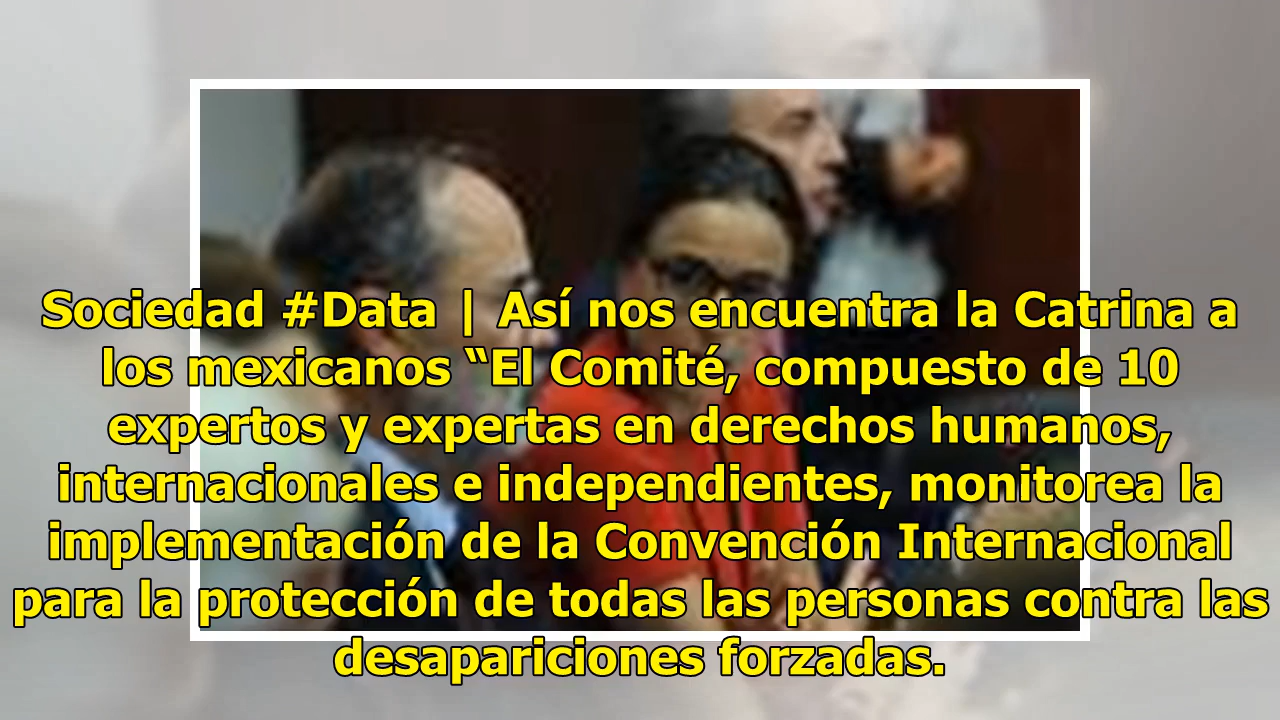 Sociedad #Data | Así nos encuentra la Catrina a
los mexicanos “El Comité, compuesto de 10
expertos y expertas en derechos humanos,
internacionales e independientes, monitorea la
implementación de la Convención Internacional
para la protección de todas las personas contra las
desapariciones forzadas.